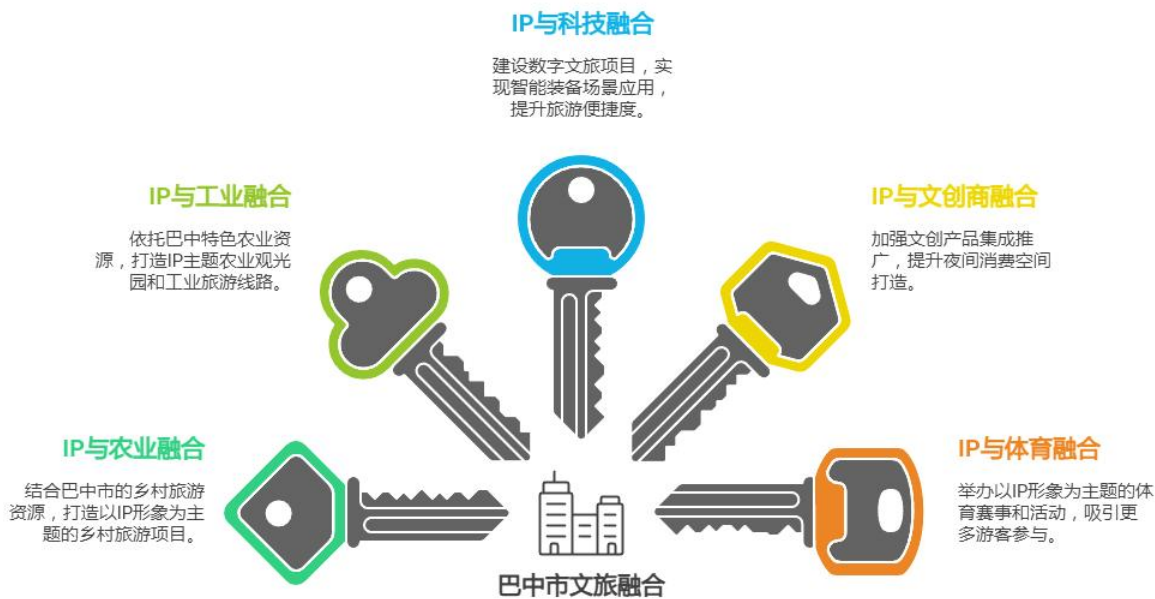 IP与科技融合
建设数字文旅项目，实
现智能装备场景应用，
提升旅游便捷度。
IP与工业融合
依托巴中特色农业资
源，打造IP主题农业观光
园和工业旅游线路。
IP与文创商融合
加强文创产品集成推
广，提升夜间消费空间
打造。
IP与农业融合
结合巴中市的乡村旅游
资源，打造以IP形象为主
题的乡村旅游项目。
IP与体育融合
举办以IP形象为主题的体
育赛事和活动，吸引更
多游客参与。
巴中市文旅融合